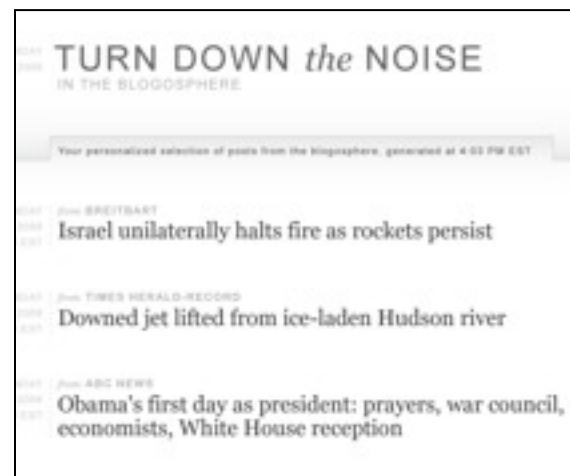 TURN DOWN the NOISE
IN THE BLOGOSPHERE
Your personalized selection of posts from the blogosphere, generated at 4:03 PM EST
from BREITBART
Israel unilaterally halts fire as rockets persist
from TIMES HERALD-RECORD
Downed jet lifted from ice-laden Hudson river
from ABC NEWS
Obama's first day as president: prayers, war council,
economists, White House reception